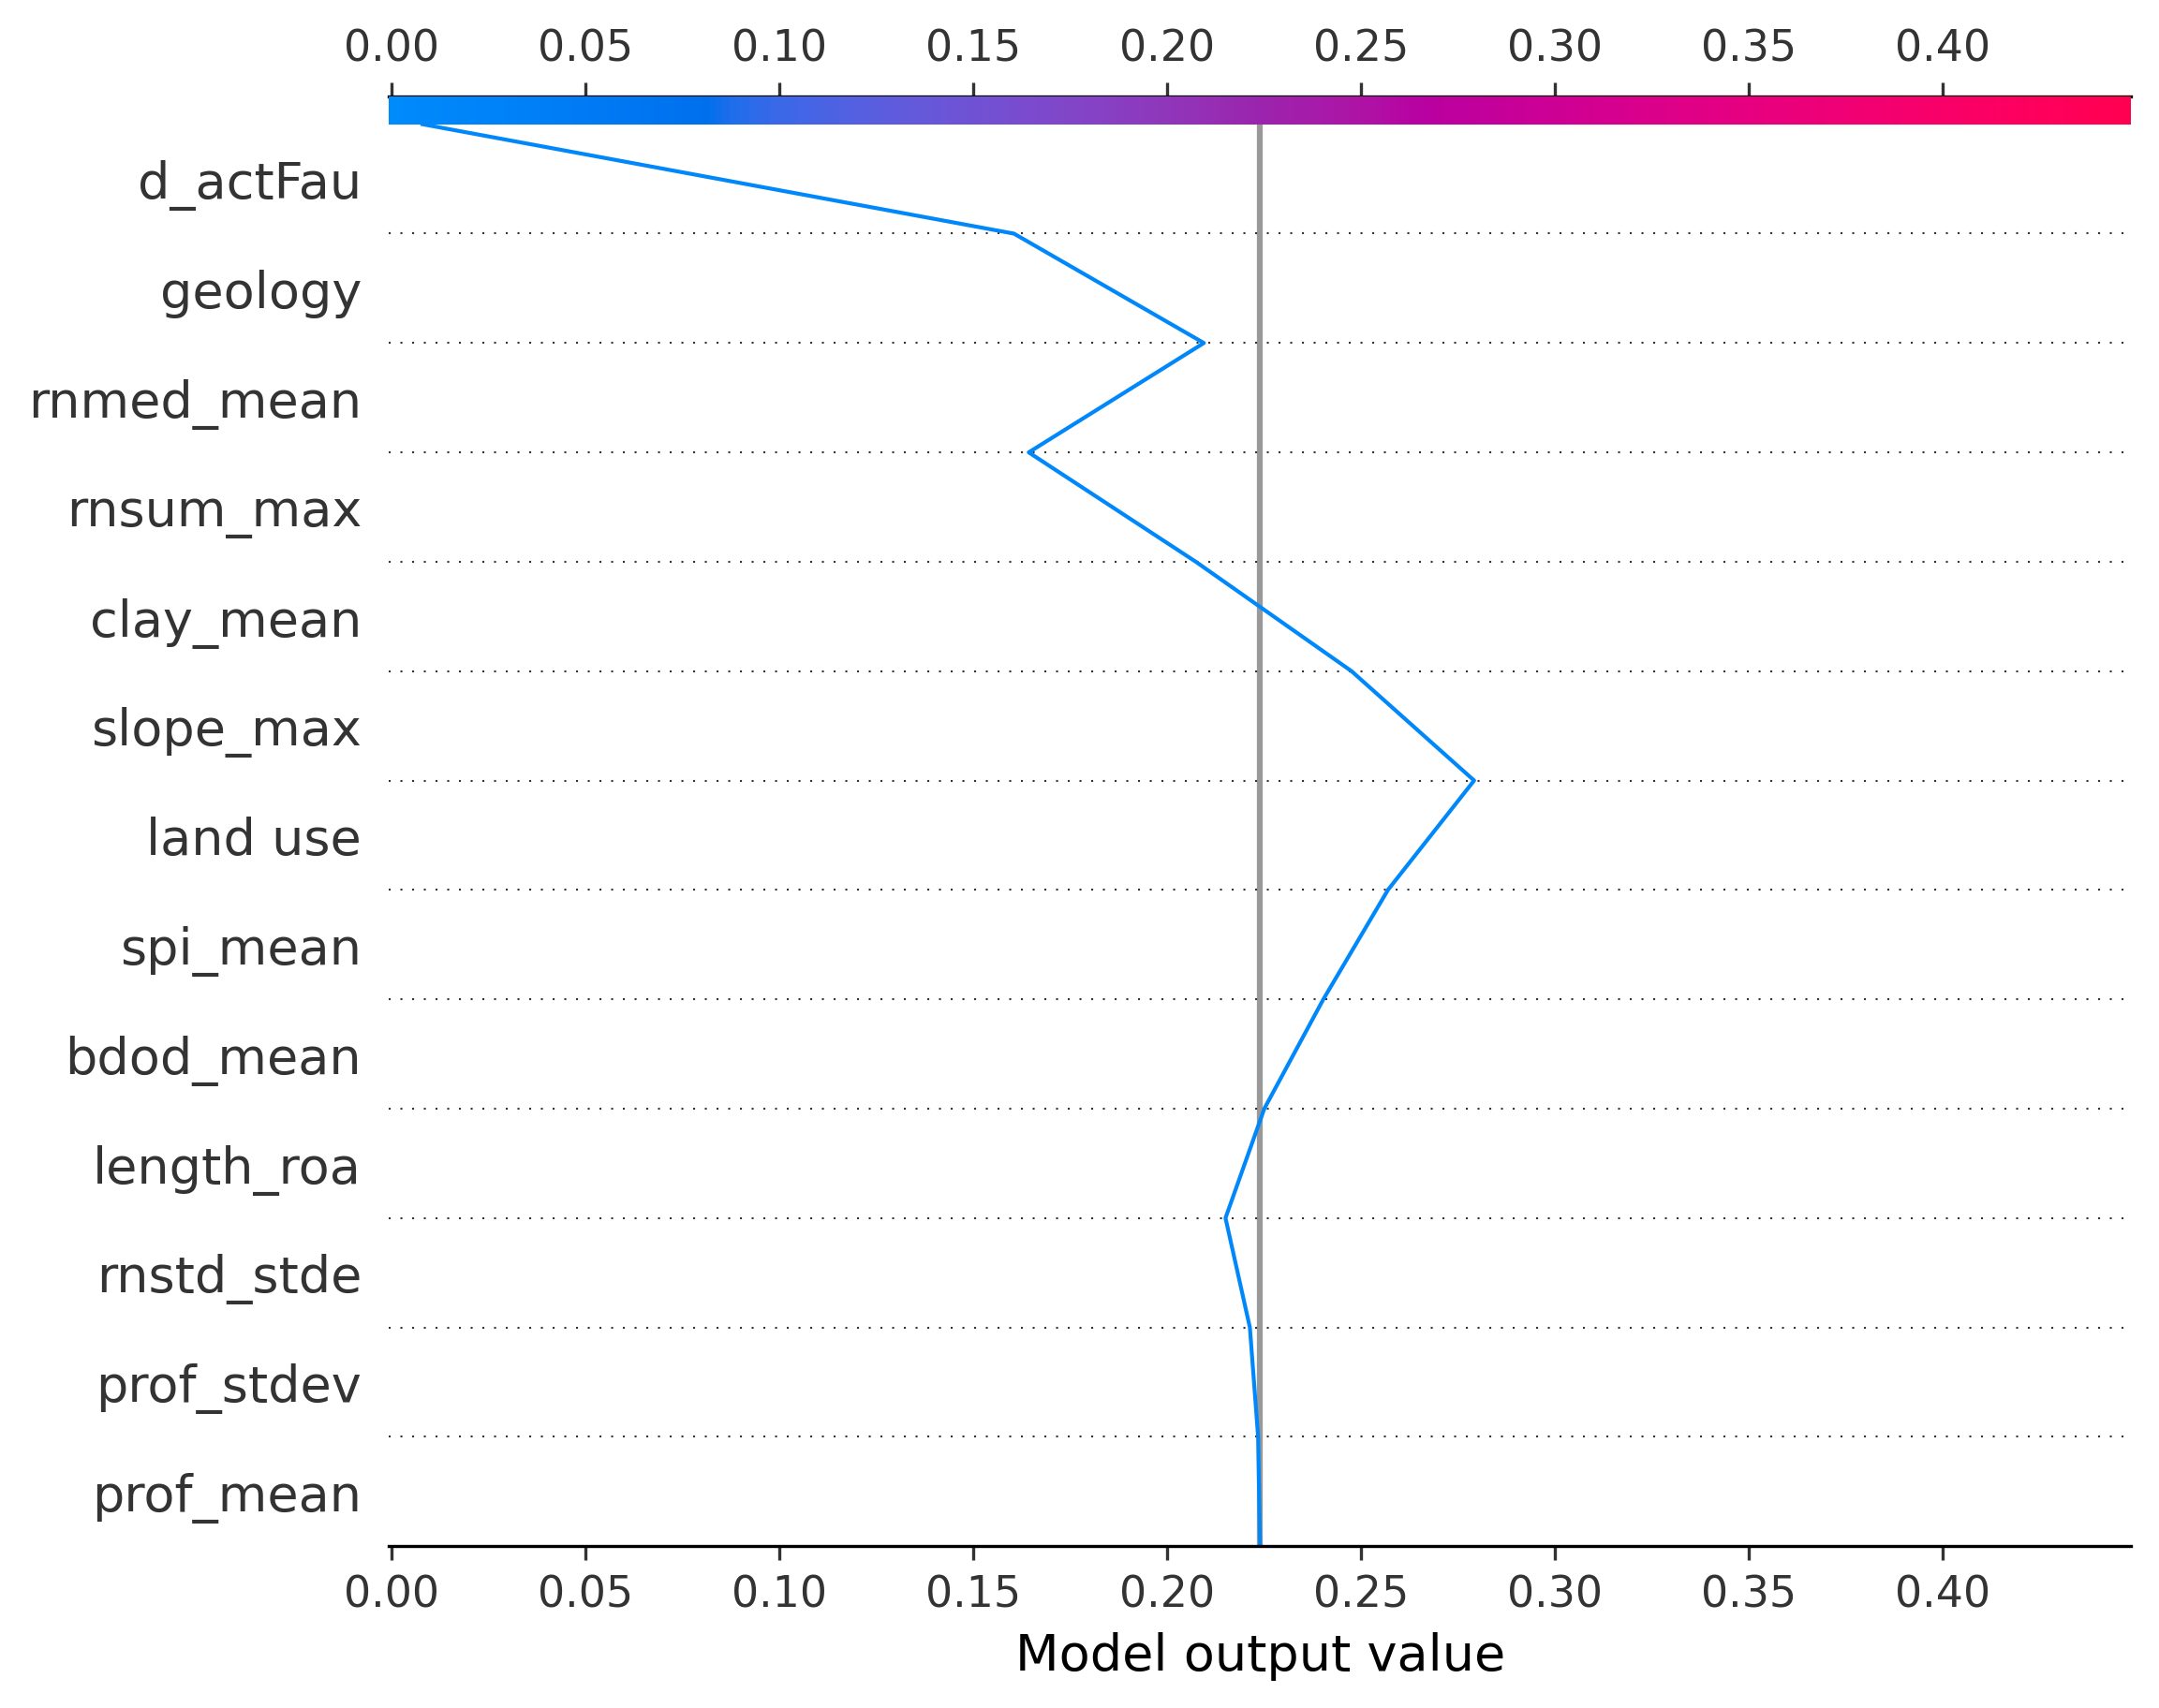 0.00 0.05 0.10 0.15 0.20 0.25 0.30 0.35 0.40
d_actFau
geology
rnmed_mean
rnsum_max
clay_mean
slope_max
land use
spi_mean
bdod_mean
length_roa
rnstd_stde
prof_stdev
prof_mean
0.00 0.05 0.10 0.15 0.20 0.25 0.30 0.35 0.40
Model output value